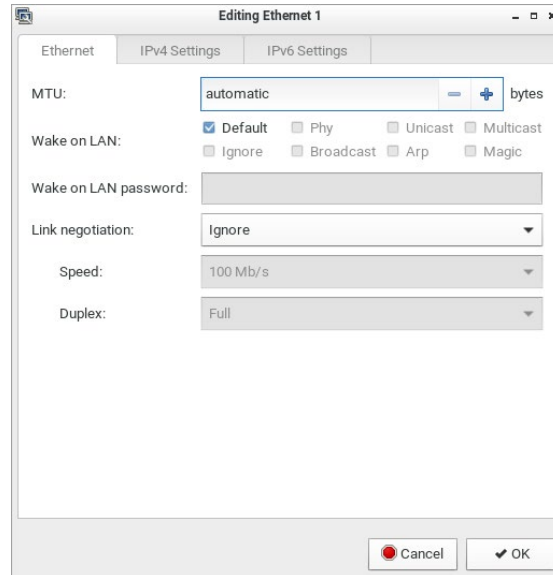 Editing Ethernet 1
Ethernet IPv4 Settings IPv6 Settings
MTU: automatic bytes
Wake on LAN: Default Phy Unicast Multicast
Ignore Broadcast Arp Magic
Wake on LAN password:
Link negotiation: Ignore
Speed: 100 Mb/s
Duplex: Full
Cancel OK